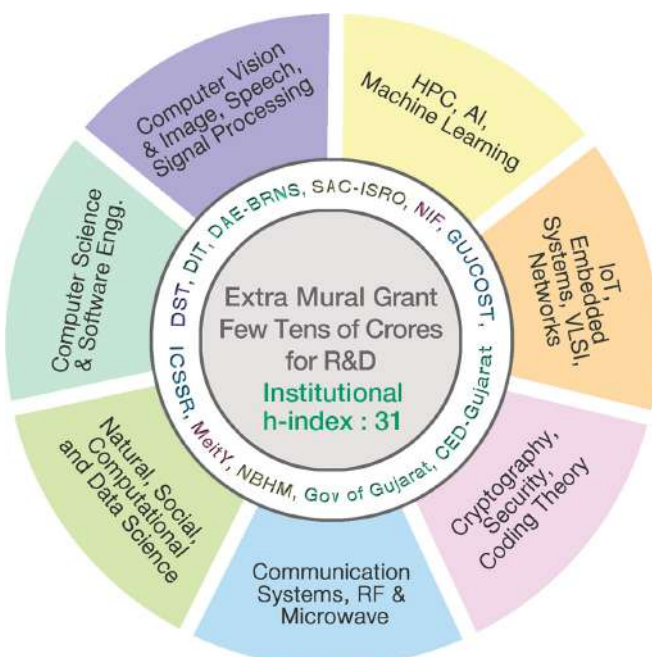 Computer Vision
& Image, Speech,
Signal Processing
HPC, AI,
Machine Learning
IoT,
Embedded
Systems, VLSI,
Networks
Cryptography,
Security,
Coding Theory
Communication
Systems, RF &
Microwave
Natural, Social,
Computational
and Data Science
Computer Science
& Software Engg.
DST, DIT, DAE-BRNS, SAC-ISRO, NIF, GUJCOST,
ICSSR, MeitY, NBHM, Gov of Gujarat, CED-Gujarat
Extra Mural Grant
Few Tens of Crores
for R&D
Institutional
h-index : 31